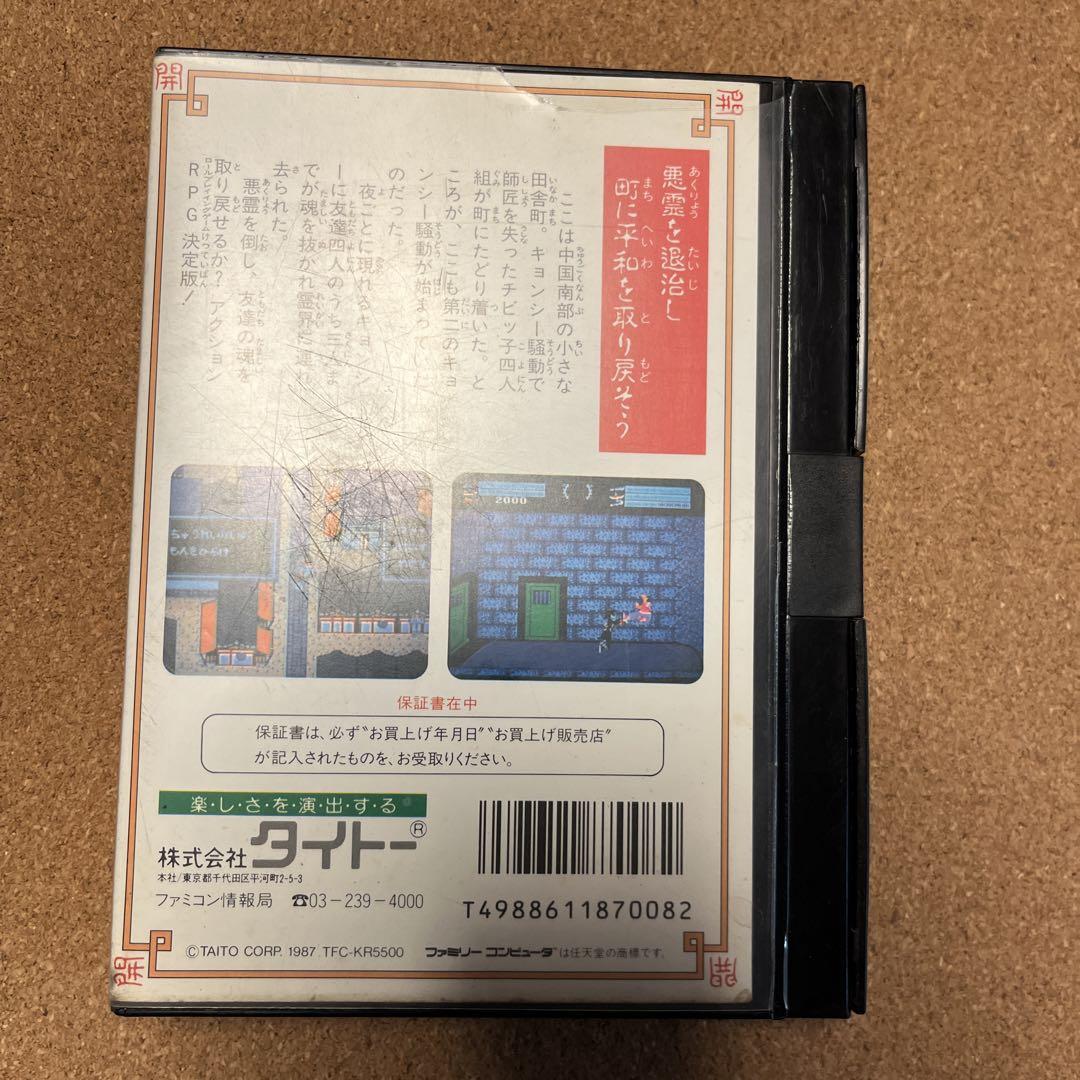 開
開
悪霊を退治し
町に平和を取り戻そう
ここは中国南部の小さな
田舎町。キョンシー騒動で
師匠を失ったチビッ子四人
組が町にたどり着いた。と
ころが、ここも第二のキョ
ンシー騒動が始まっていた
のだった。
夜ごとに現れるキョンシ
ーに友達四人のうち三人ま
でが魂を抜かれ霊界に連れ
去られた。
悪霊を倒し、友達の魂を
取り戻せるか？アクション
RPG決定版！
もんをひらけ
2000
保証書在中
保証書は、必ず〝お買上げ年月日〟〝お買上げ販売店〟
が記入されたものを、お受取りください。
楽・し・さ・を・演・出・す・る
株式会社 タイトー®
本社/東京都千代田区平河町2-5-3
ファミコン情報局 ☎03-239-4000
T4988611870082
©TAITO CORP. 1987 TFC-KR5500 ファミリーコンピュータは任天堂の商標です。
開
開